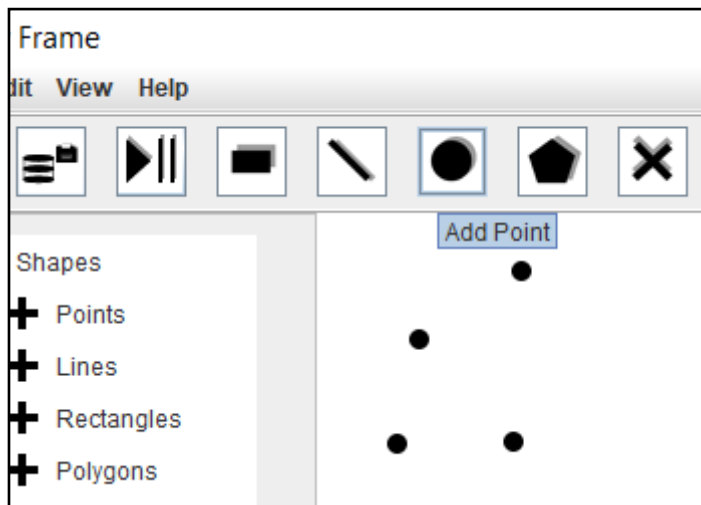 Frame
dit View Help
Add Point
Shapes
Points
Lines
Rectangles
Polygons